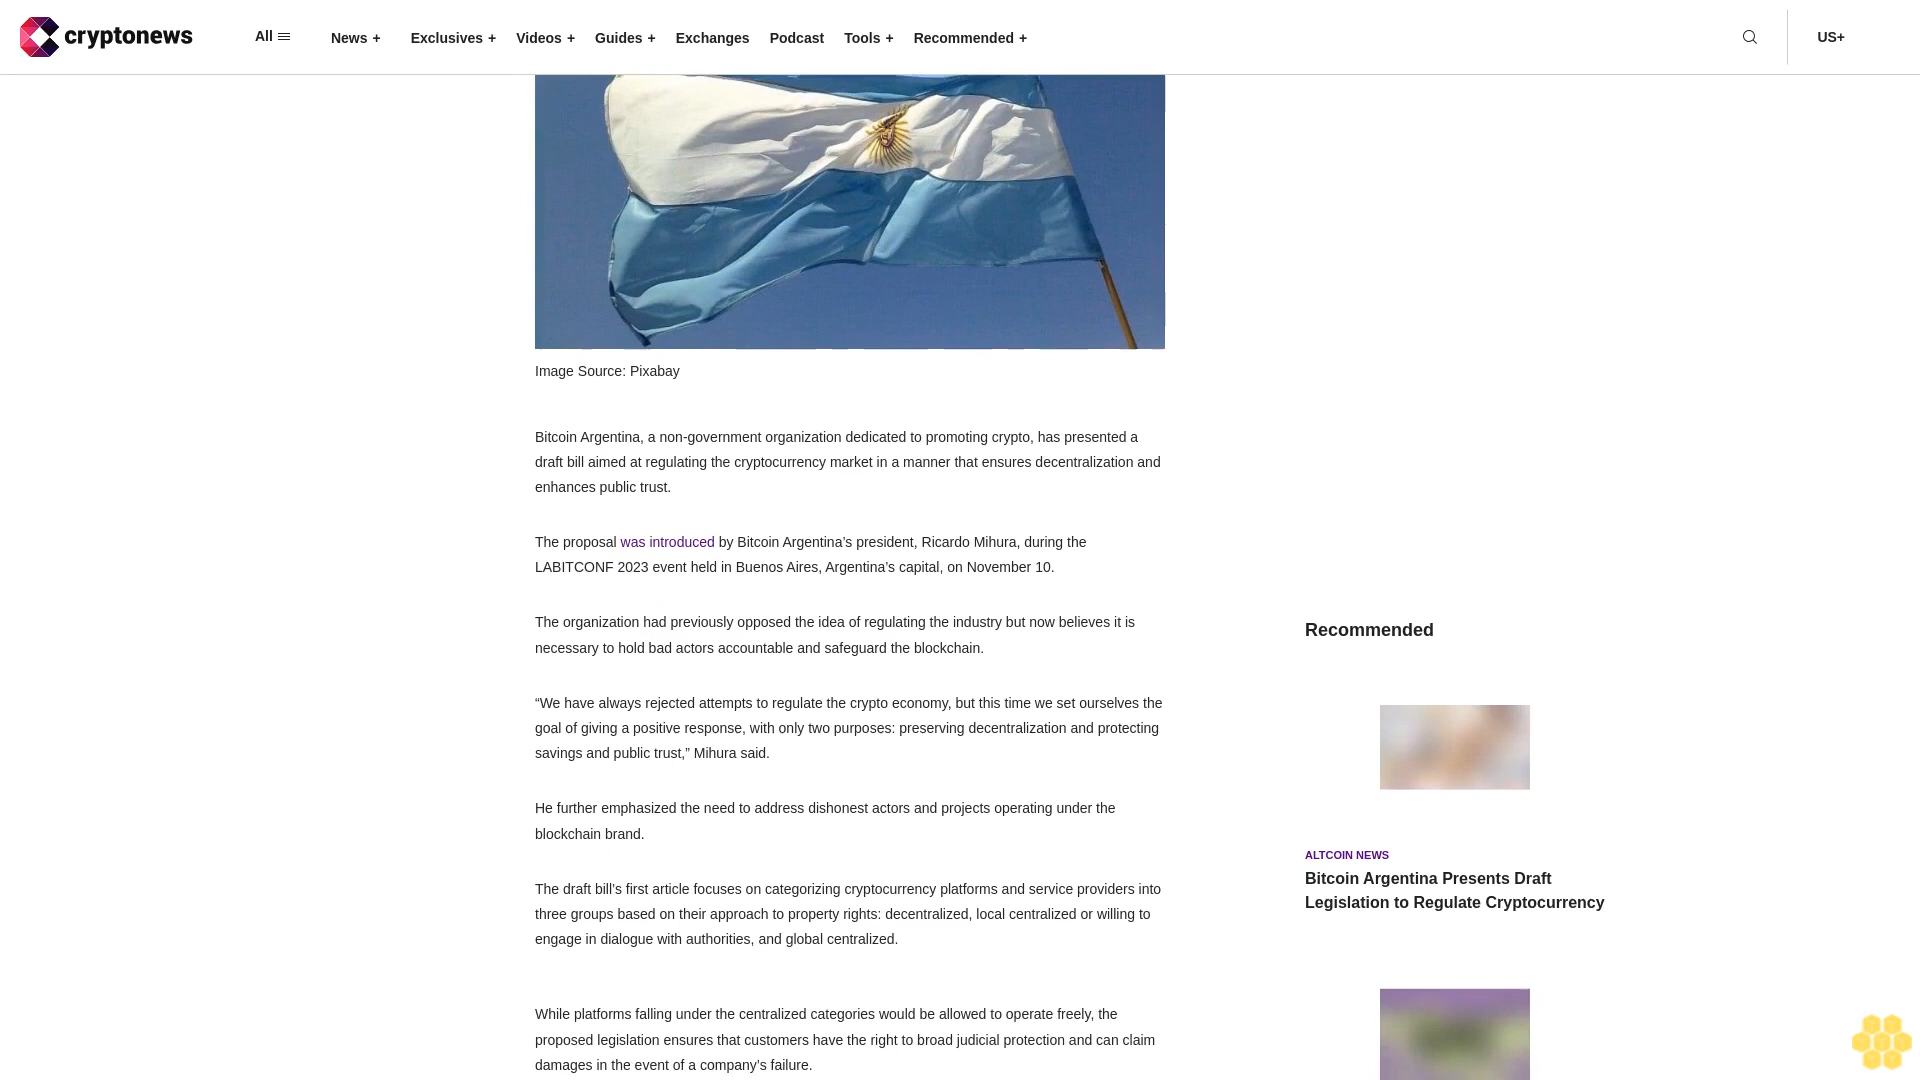 cryptonews
All
News +
Exclusives +
Videos +
Guides +
Exchanges
Podcast
Tools +
Recommended +
US+
Image Source: Pixabay
Bitcoin Argentina, a non-government organization dedicated to promoting crypto, has presented a
draft bill aimed at regulating the cryptocurrency market in a manner that ensures decentralization and
enhances public trust.
The proposal was introduced by Bitcoin Argentina’s president, Ricardo Mihura, during the
LABITCONF 2023 event held in Buenos Aires, Argentina’s capital, on November 10.
The organization had previously opposed the idea of regulating the industry but now believes it is
necessary to hold bad actors accountable and safeguard the blockchain.
“We have always rejected attempts to regulate the crypto economy, but this time we set ourselves the
goal of giving a positive response, with only two purposes: preserving decentralization and protecting
savings and public trust,” Mihura said.
He further emphasized the need to address dishonest actors and projects operating under the
blockchain brand.
The draft bill’s first article focuses on categorizing cryptocurrency platforms and service providers into
three groups based on their approach to property rights: decentralized, local centralized or willing to
engage in dialogue with authorities, and global centralized.
While platforms falling under the centralized categories would be allowed to operate freely, the
proposed legislation ensures that customers have the right to broad judicial protection and can claim
damages in the event of a company’s failure.
Recommended
ALTCOIN NEWS
Bitcoin Argentina Presents Draft
Legislation to Regulate Cryptocurrency